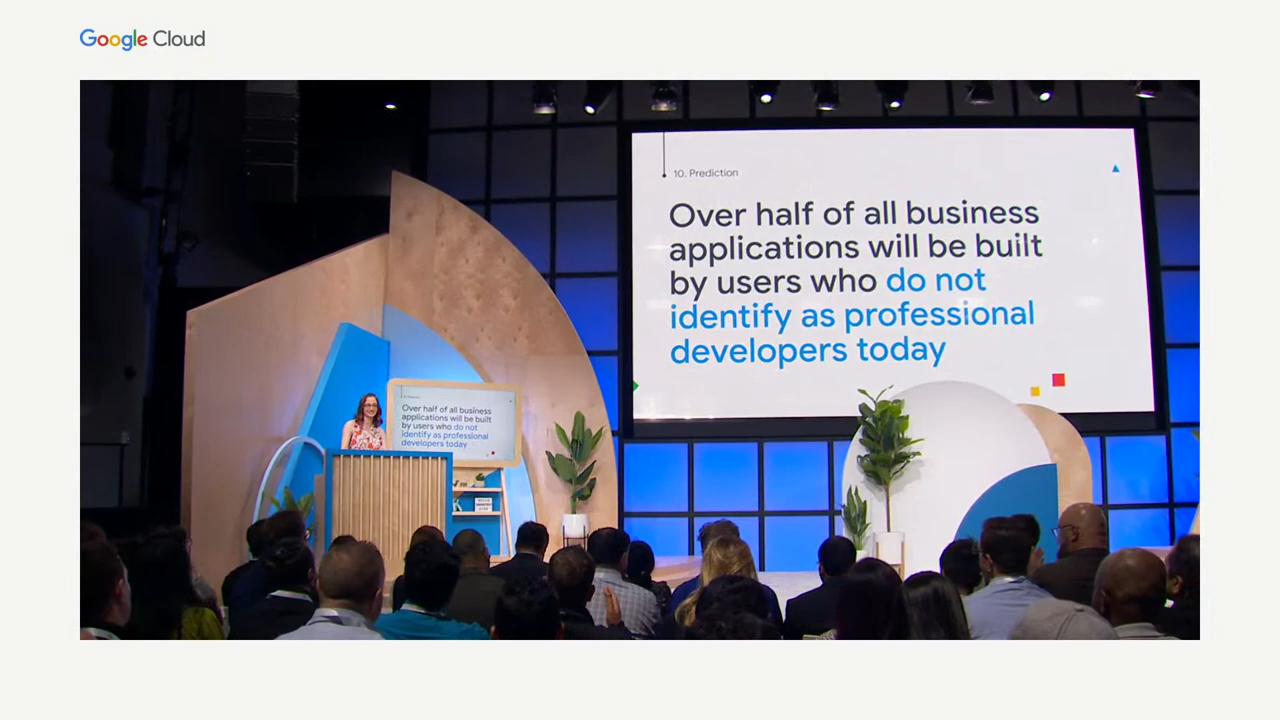 Google Cloud
10. Prediction
Over half of all business
applications will be built
by users who do not
identify as professional
developers today
Over half of all business
applications will be built
by users who do not
identify as professional
developers today